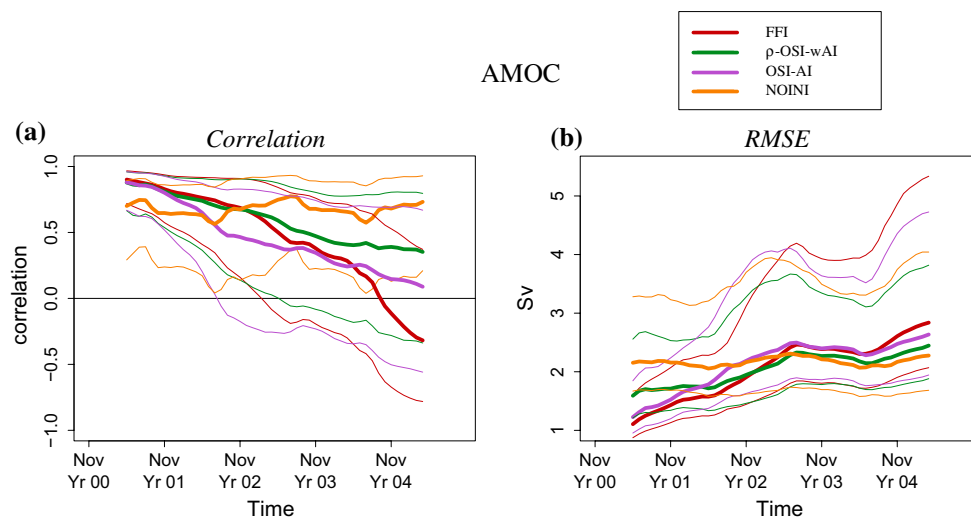 FFI
ρ-OSI-wAI
OSI-AI
NOINI
AMOC
(a)
Correlation
correlation
1.0
0.5
0.0
−0.5
−1.0
Nov Nov Nov Nov Nov
Yr 00 Yr 01 Yr 02 Yr 03 Yr 04
Time
(b)
RMSE
Sv
5
4
3
2
1
Nov Nov Nov Nov Nov
Yr 00 Yr 01 Yr 02 Yr 03 Yr 04
Time